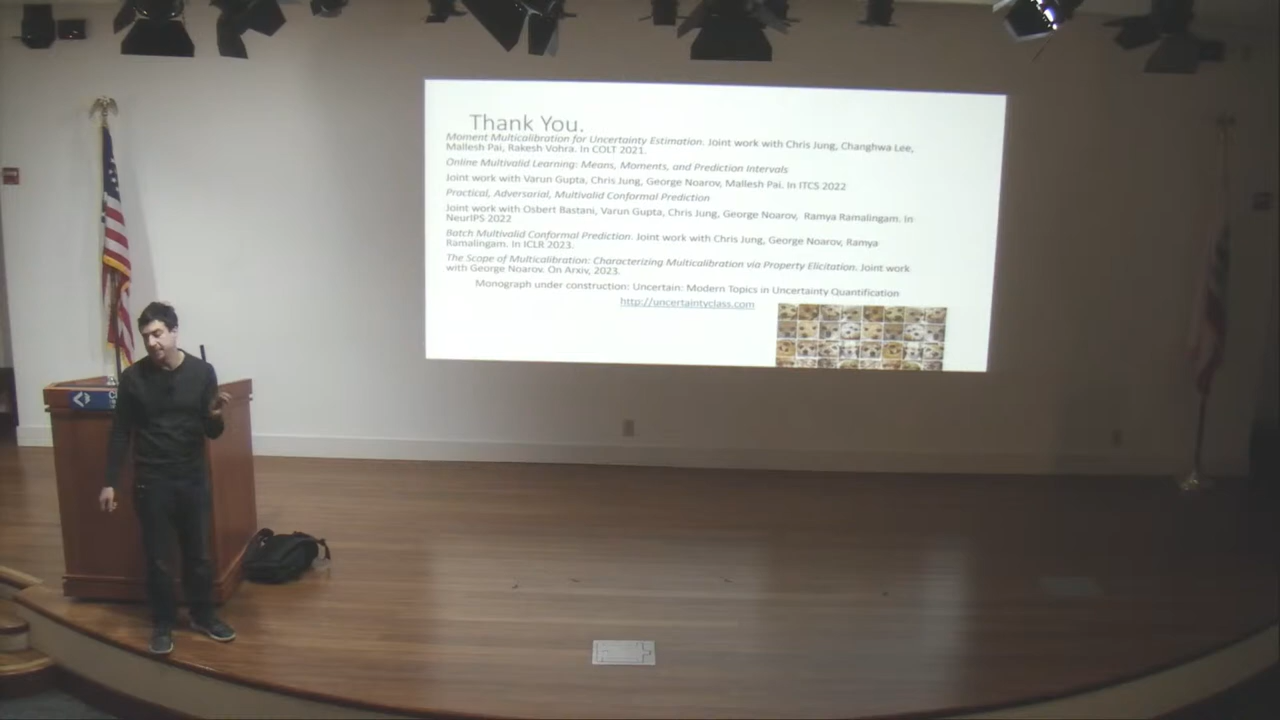 Thank You.
Moment Multicalibration for Uncertainty Estimation. Joint work with Chris Jung, Changhwa Lee,
Mallesh Pai, Rakesh Vohra. In COLT 2021.
Online Multivalid Learning: Means, Moments, and Prediction Intervals
Joint work with Varun Gupta, Chris Jung, George Noarov, Mallesh Pai. In ITCS 2022
Practical, Adversarial, Multivalid Conformal Prediction
Joint work with Osbert Bastani, Varun Gupta, Chris Jung, George Noarov, Ramya Ramalingam. In
NeurIPS 2022
Batch Multivalid Conformal Prediction. Joint work with Chris Jung, George Noarov, Ramya
Ramalingam. In ICLR 2023.
The Scope of Multicalibration: Characterizing Multicalibration via Property Elicitation. Joint work
with George Noarov. On Arxiv, 2023.
Monograph under construction: Uncertain: Modern Topics in Uncertainty Quantification
http://uncertaintyclass.com